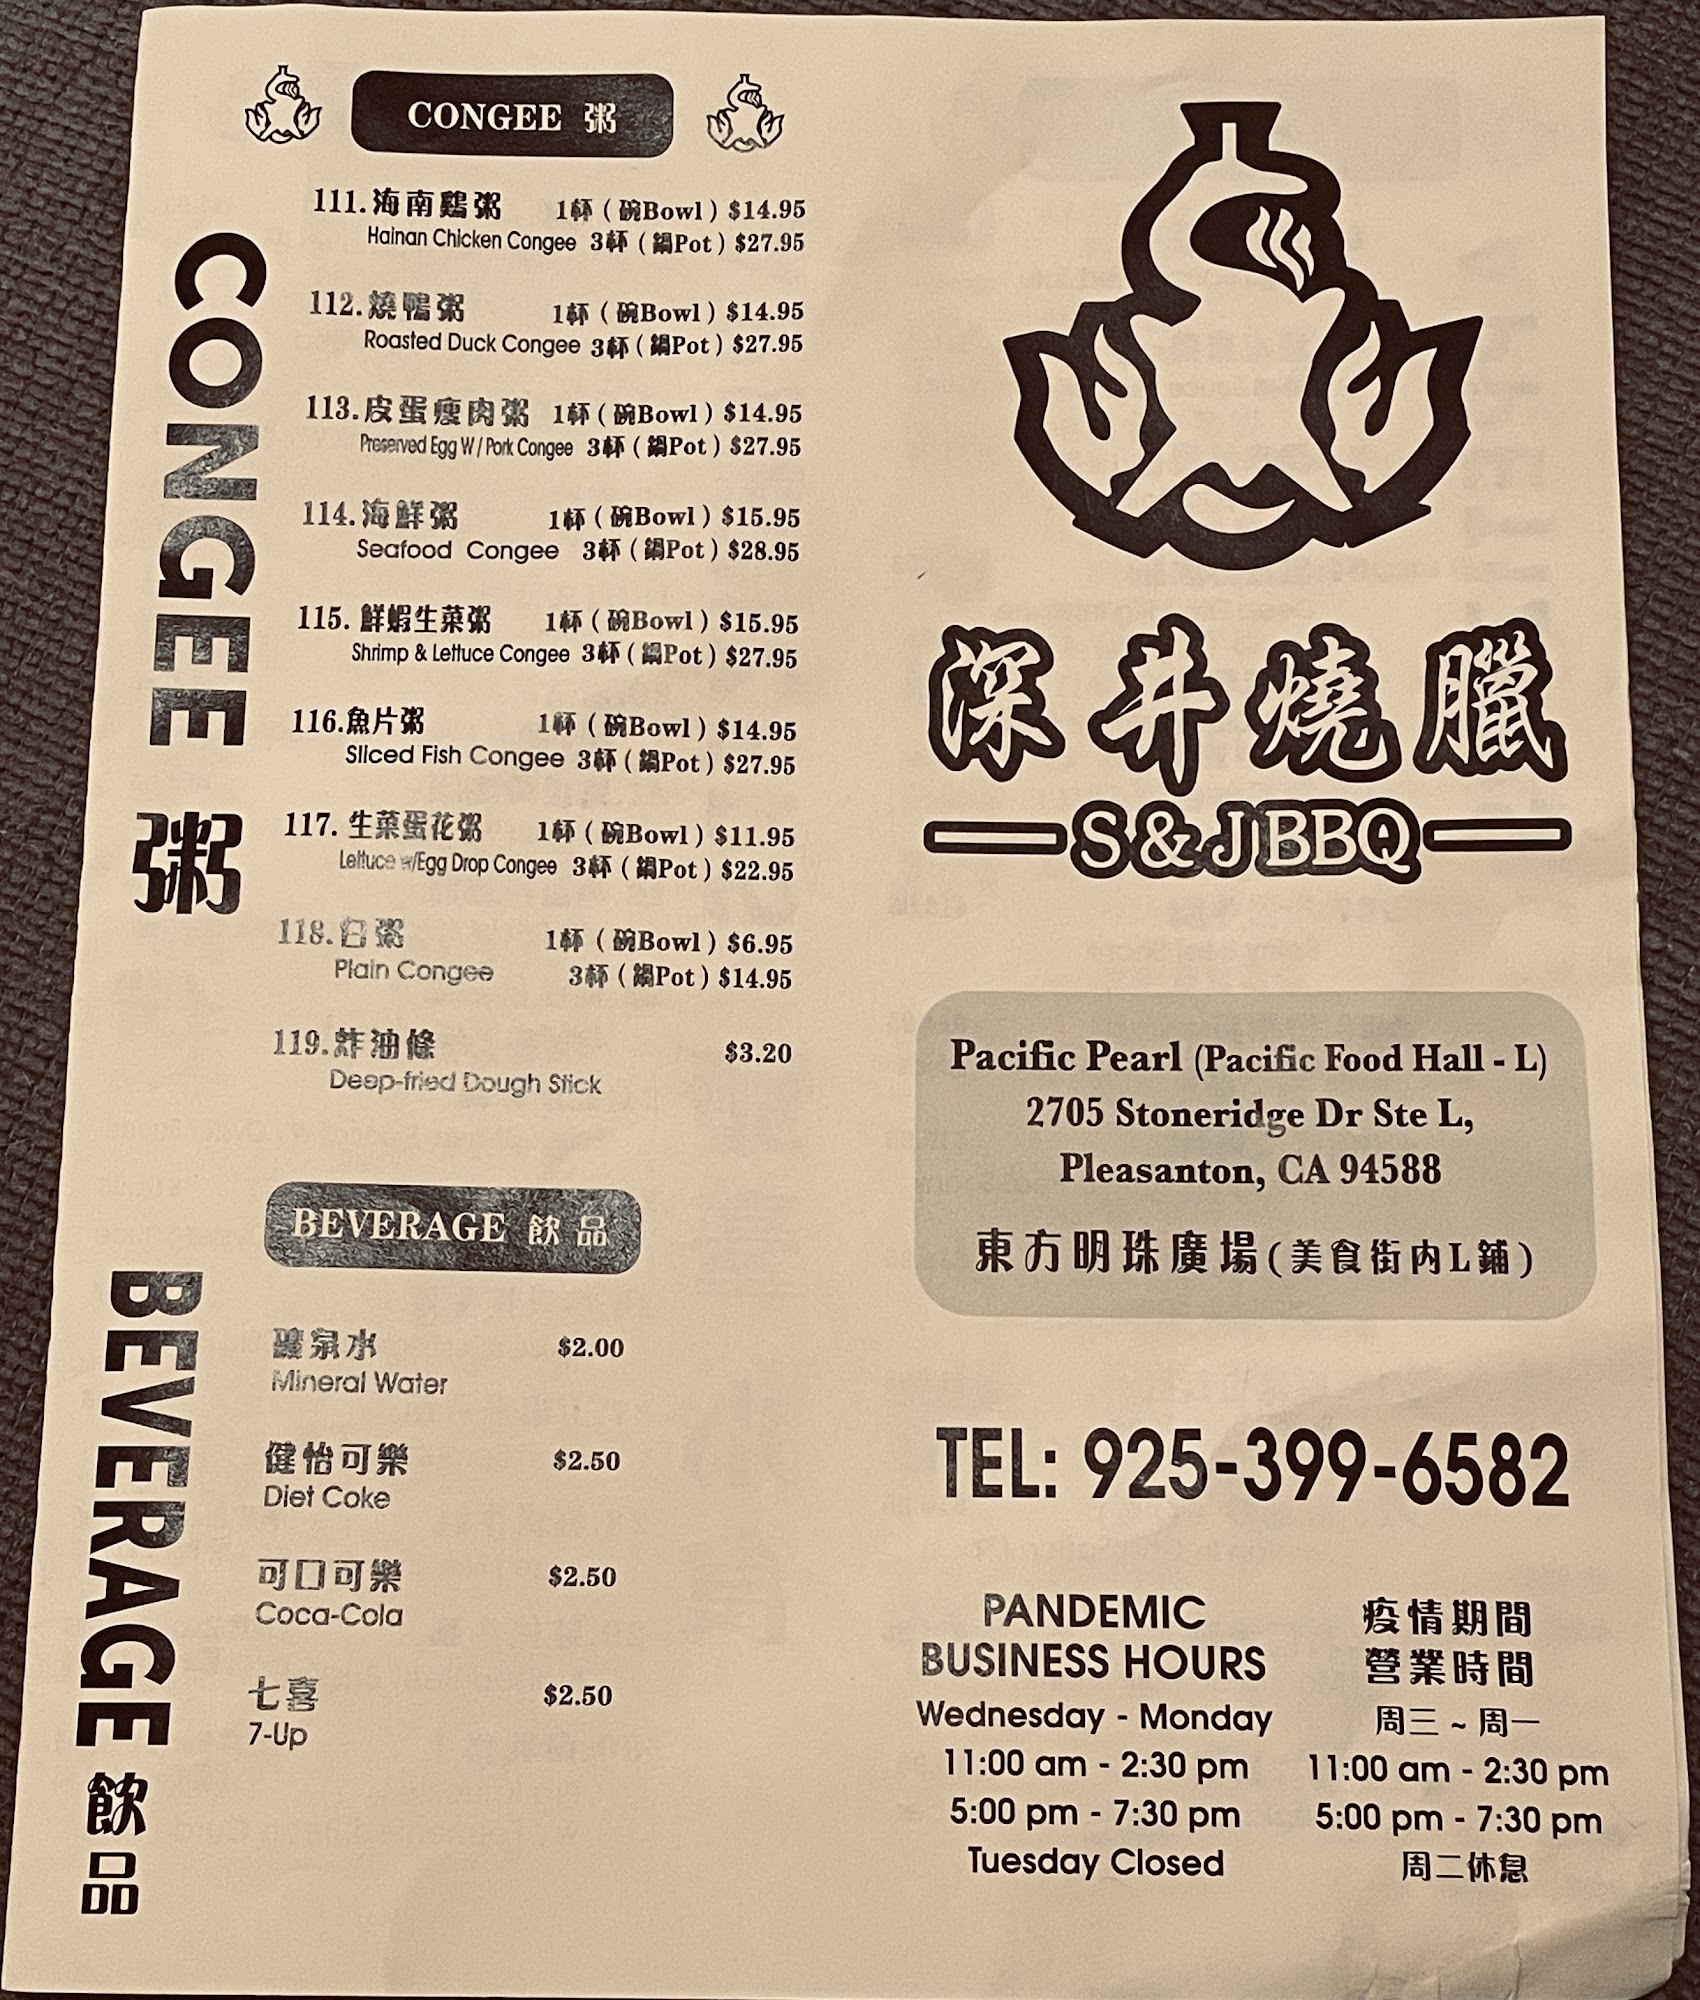 CONGEE 粥
CONGEE 粥
111.海南鷄粥 1杯（碗Bowl）$14.95
Hainan Chicken Congee 3杯（鍋Pot）$27.95
112.燒鴨粥 1杯（碗Bowl）$14.95
Roasted Duck Congee 3杯（鍋Pot）$27.95
113.皮蛋瘦肉粥 1杯（碗Bowl）$14.95
Preserved Egg W / Pork Congee 3杯（鍋Pot）$27.95
114.海鮮粥 1杯（碗Bowl）$15.95
Seafood Congee 3杯（鍋Pot）$28.95
115. 鮮蝦生菜粥 1杯（碗Bowl）$15.95
Shrimp & Lettuce Congee 3杯（鍋Pot）$27.95
116.魚片粥 1杯（碗Bowl）$14.95
Sliced Fish Congee 3杯（鍋Pot）$27.95
117. 生菜蛋花粥 1杯（碗Bowl）$11.95
Lettuce w/Egg Drop Congee 3杯（鍋Pot）$22.95
118.白粥 1杯（碗Bowl）$6.95
Plain Congee 3杯（鍋Pot）$14.95
119.炸油條 $3.20
Deep-fried Dough Stick
BEVERAGE 飲品
BEVERAGE 飲品
礦泉水 $2.00
Mineral Water
健怡可樂 $2.50
Diet Coke
可口可樂 $2.50
Coca-Cola
七喜 $2.50
7-Up
深井燒臘
S & J BBQ
Pacific Pearl (Pacific Food Hall - L)
2705 Stoneridge Dr Ste L,
Pleasanton, CA 94588
東方明珠廣場（美食街内L鋪）
TEL: 925-399-6582
PANDEMIC
BUSINESS HOURS
Wednesday - Monday
11:00 am - 2:30 pm
5:00 pm - 7:30 pm
Tuesday Closed
疫情期間
營業時間
周三 ~ 周一
11:00 am - 2:30 pm
5:00 pm - 7:30 pm
周二休息